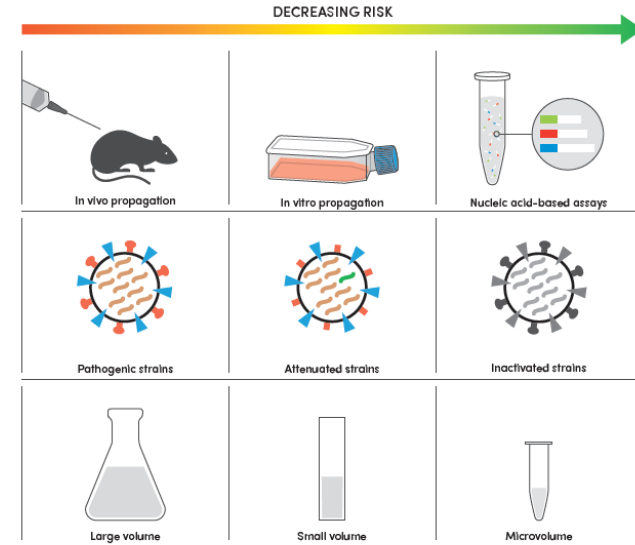 DECREASING RISK
In vivo propagation
In vitro propagation
Nucleic acid-based assays
Pathogenic strains
Attenuated strains
Inactivated strains
Large volume
Small volume
Microvolume